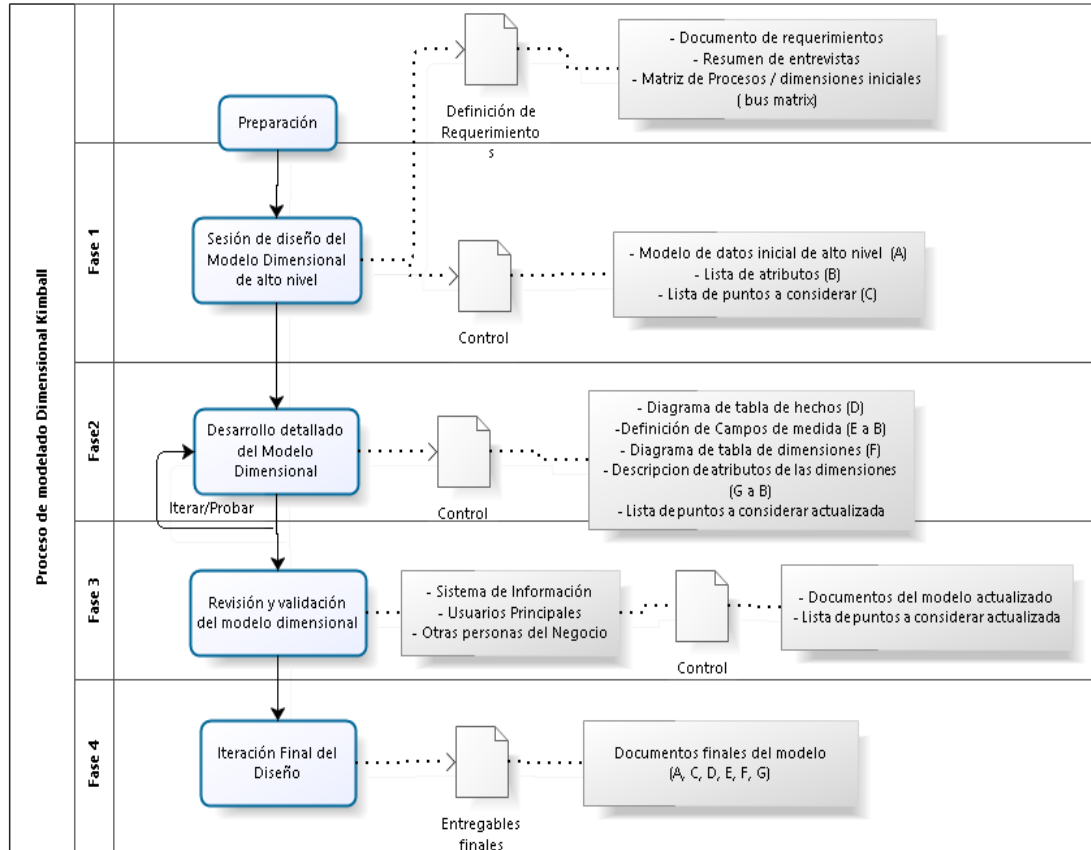 Proceso de modelado Dimensional Kimball
Preparación
Definición de
Requerimiento
s
- Documento de requerimientos
- Resumen de entrevistas
- Matriz de Procesos / dimensiones iniciales
( bus matrix)
Fase 1
Sesión de diseño del
Modelo Dimensional
de alto nivel
Control
- Modelo de datos inicial de alto nivel (A)
- Lista de atributos (B)
- Lista de puntos a considerar (C)
Fase2
Desarrollo detallado
del Modelo
Dimensional
Iterar/Probar
Control
- Diagrama de tabla de hechos (D)
-Definición de Campos de medida (E a B)
- Diagrama de tabla de dimensiones (F)
- Descripcion de atributos de las dimensiones
(G a B)
- Lista de puntos a considerar actualizada
Fase 3
Revisión y validación
del modelo dimensional
- Sistema de Información
- Usuarios Principales
- Otras personas del Negocio
Control
- Documentos del modelo actualizado
- Lista de puntos a considerar actualizada
Fase 4
Iteración Final del
Diseño
Entregables
finales
Documentos finales del modelo
(A, C, D, E, F, G)